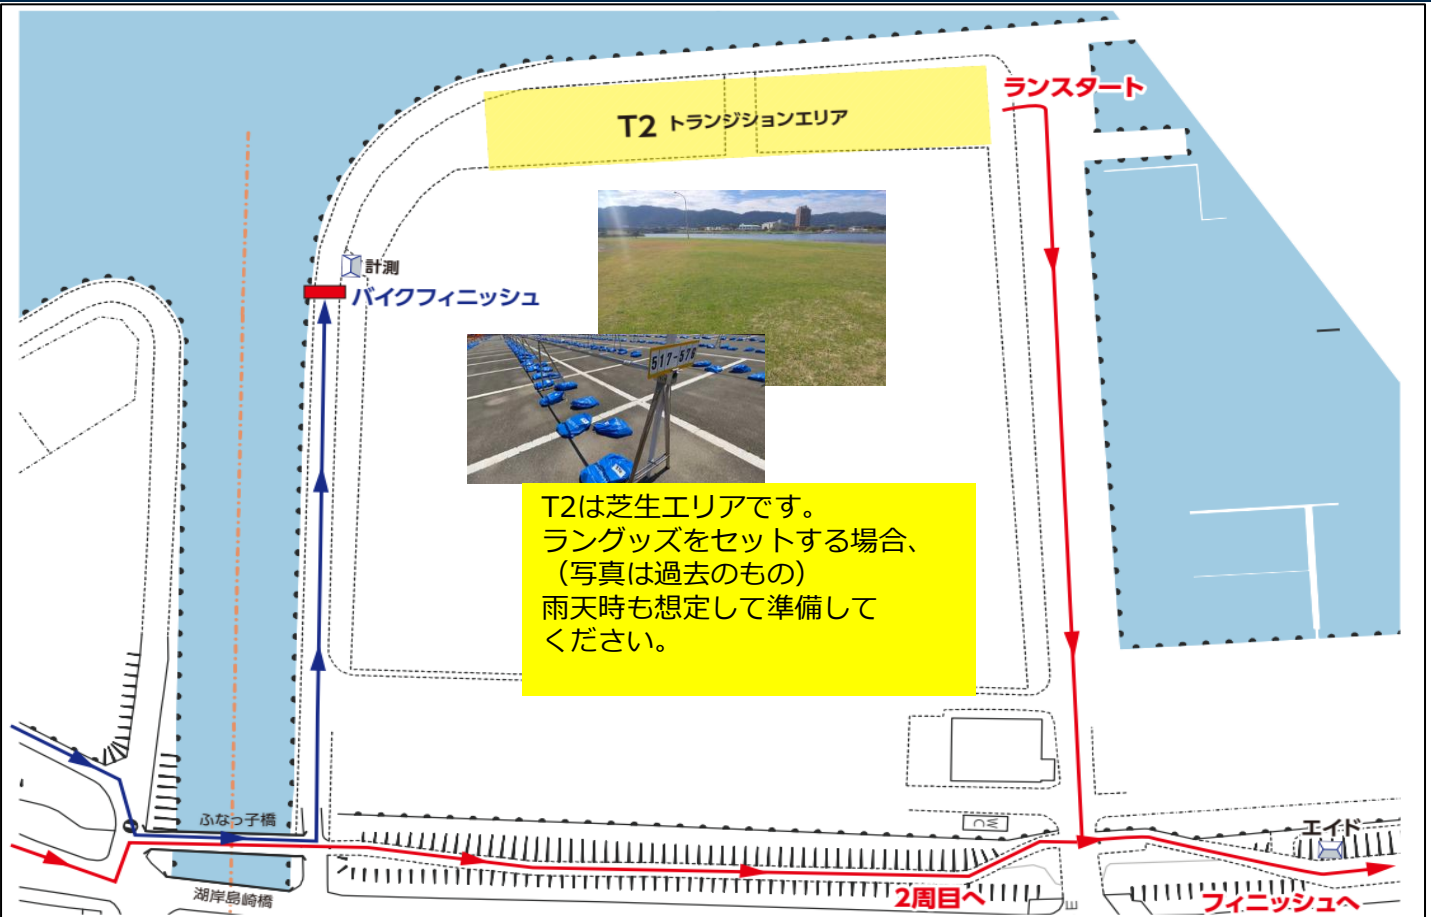 ランスタート
T2 トランジションエリア
計測
バイクフィニッシュ
517-576
T2は芝生エリアです。
ラングッズをセットする場合、
（写真は過去のもの）
雨天時も想定して準備して
ください。
ふなっ子橋
WC
エイド
湖岸島崎橋
2周目へ
フィニッシュへ